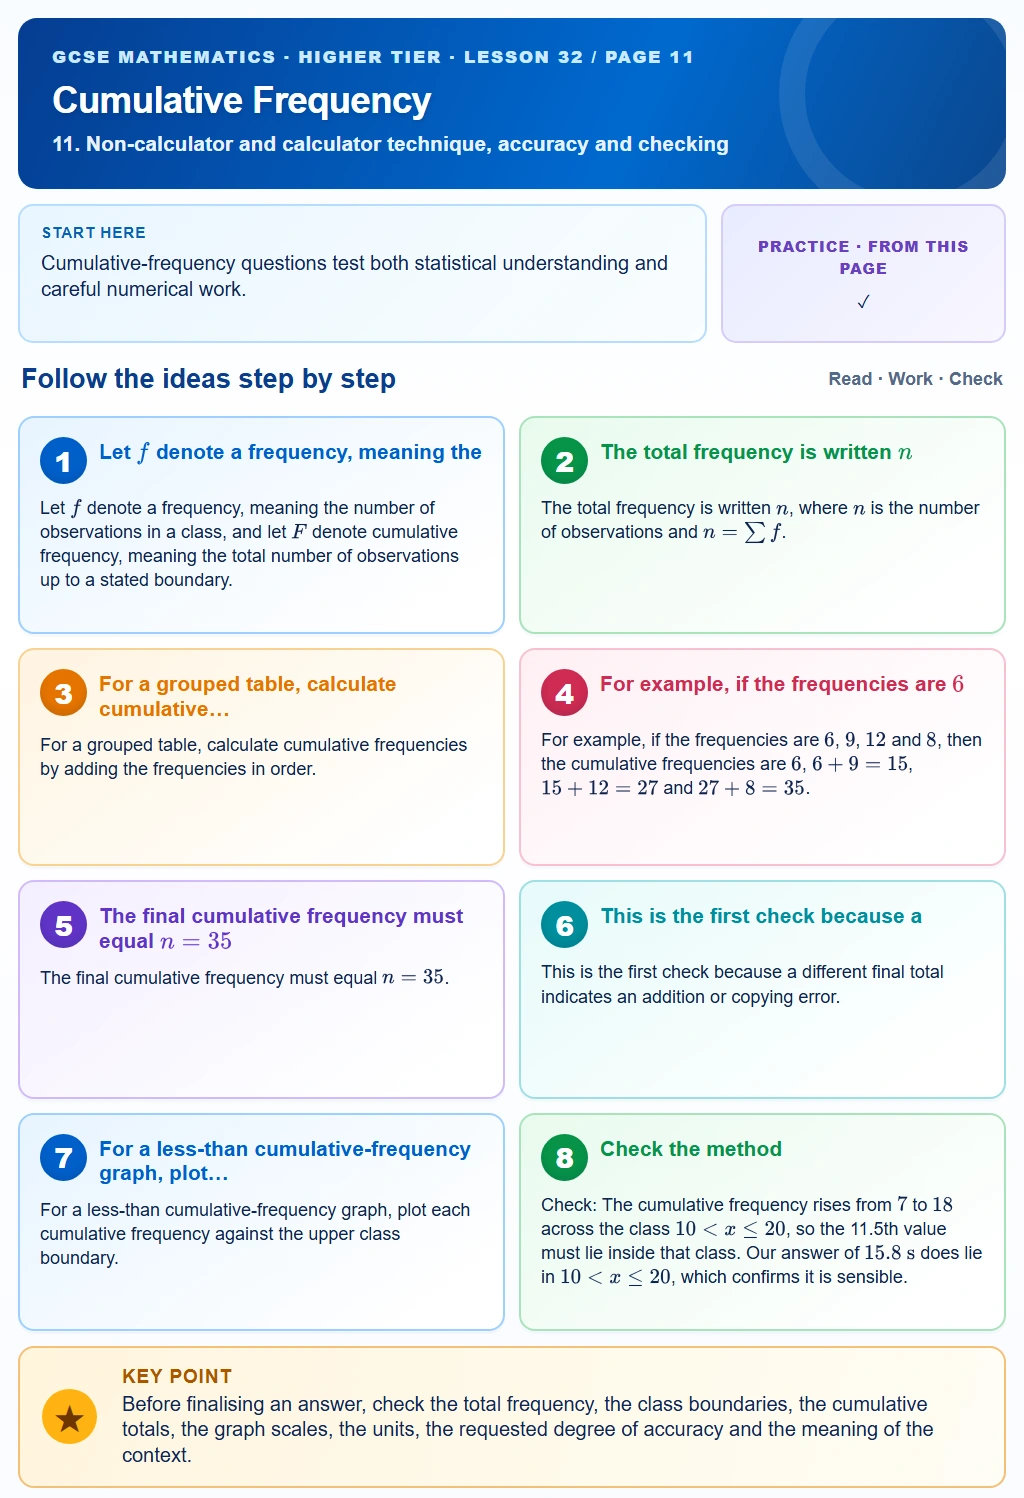 GCSE MATHEMATICS · HIGHER TIER · LESSON 32 / PAGE 11
Cumulative Frequency
11. Non-calculator and calculator technique, accuracy and checking
START HERE
Cumulative-frequency questions test both statistical understanding and
careful numerical work.
PRACTICE · FROM THIS
PAGE
✓
Follow the ideas step by step
Read · Work · Check
1
Let f denote a frequency, meaning the
Let f denote a frequency, meaning the number of
observations in a class, and let F denote cumulative
frequency, meaning the total number of observations
up to a stated boundary.
2
The total frequency is written n
The total frequency is written n, where n is the number
of observations and n = ∑ f.
3
For a grouped table, calculate
cumulative…
For a grouped table, calculate cumulative frequencies
by adding the frequencies in order.
4
For example, if the frequencies are 6
For example, if the frequencies are 6, 9, 12 and 8, then
the cumulative frequencies are 6, 6 + 9 = 15,
15 + 12 = 27 and 27 + 8 = 35.
5
The final cumulative frequency must
equal n = 35
The final cumulative frequency must equal n = 35.
6
This is the first check because a
This is the first check because a different final total
indicates an addition or copying error.
7
For a less-than cumulative-frequency
graph, plot…
For a less-than cumulative-frequency graph, plot each
cumulative frequency against the upper class
boundary.
8
Check the method
Check: The cumulative frequency rises from 7 to 18
across the class 10 < x ≤ 20, so the 11.5th value
must lie inside that class. Our answer of 15.8 s does lie
in 10 < x ≤ 20, which confirms it is sensible.
KEY POINT
Before finalising an answer, check the total frequency, the class boundaries, the cumulative
totals, the graph scales, the units, the requested degree of accuracy and the meaning of the
context.